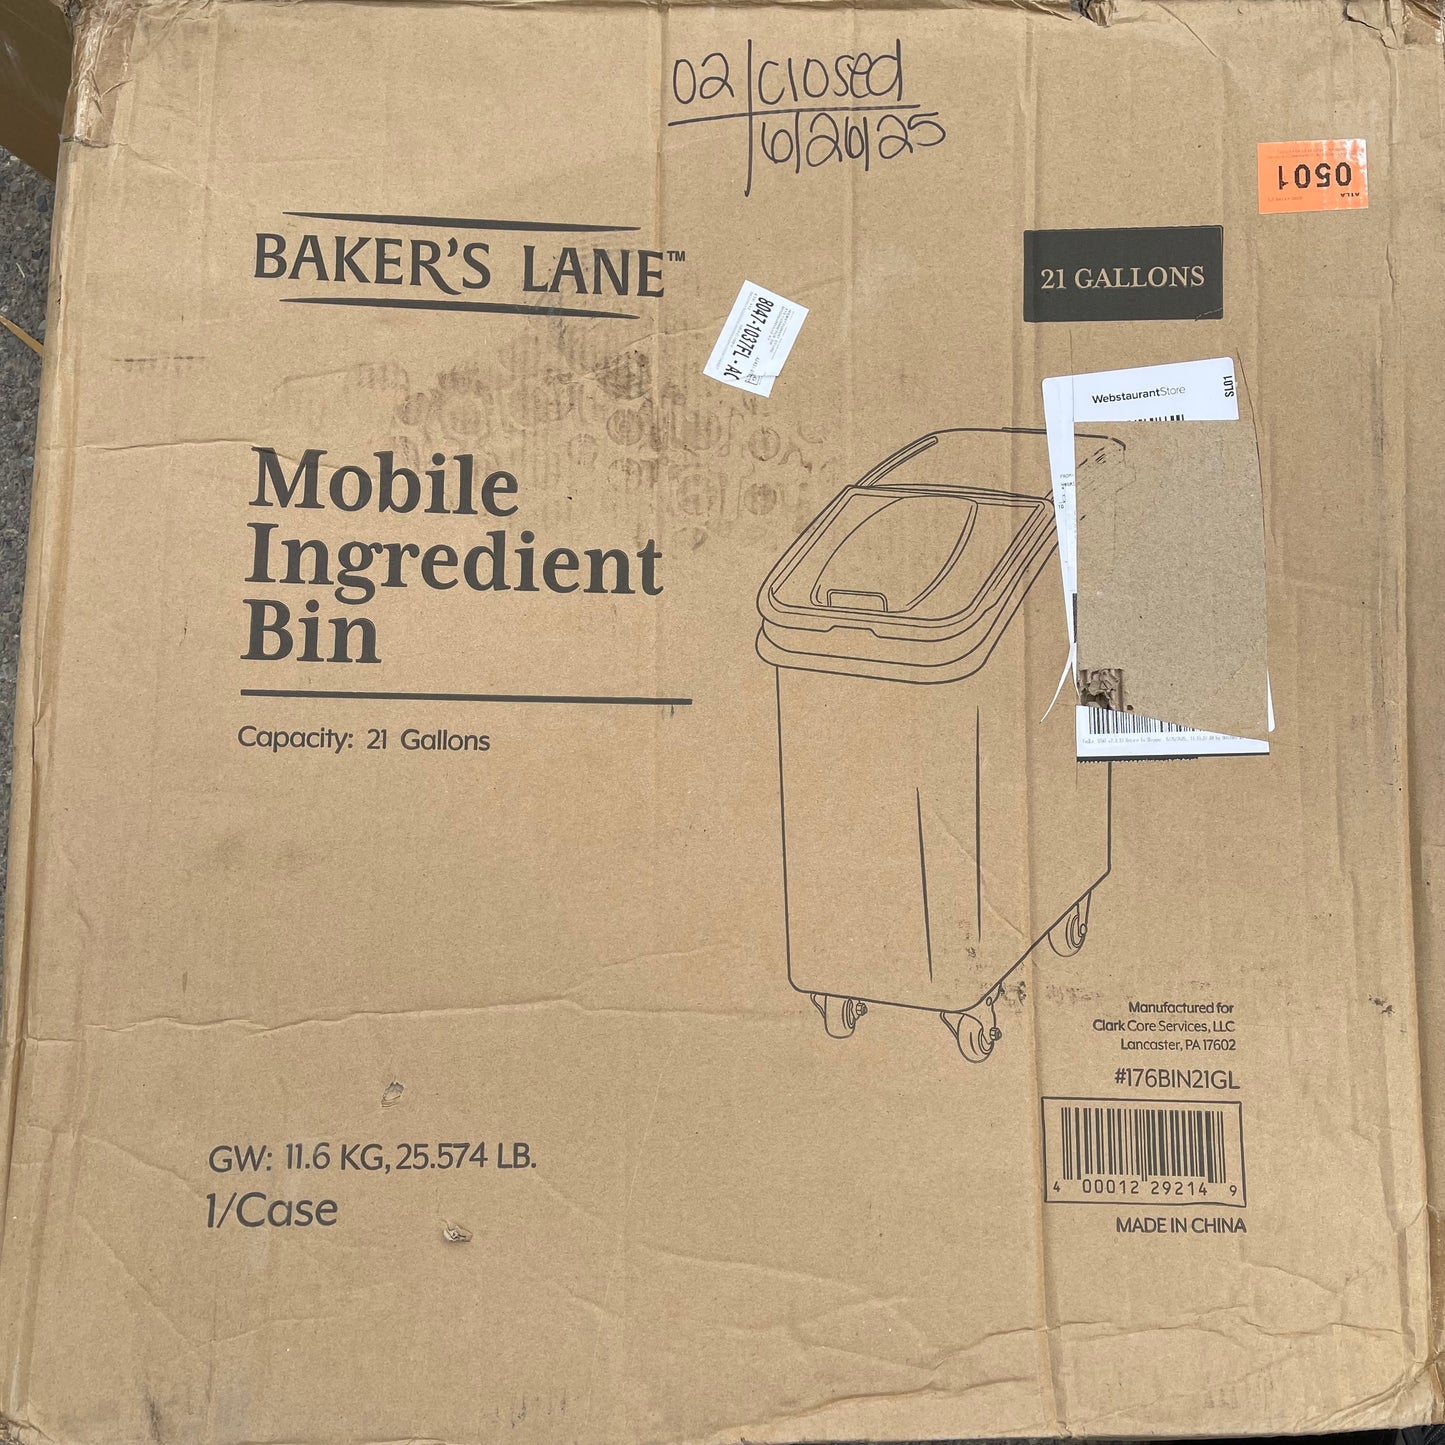 02 closed
6/26/25
ATLA
0501
BAKER'S LANE™
21 GALLONS
8047-1037FL - AC
WebstaurantStore
SL01
Mobile
Ingredient
Bin
Capacity: 21 Gallons
Manufactured for
Clark Core Services, LLC
Lancaster, PA 17602
#176BIN21GL
4 00012 29214 9
MADE IN CHINA
GW: 11.6 KG, 25.574 LB.
1/Case